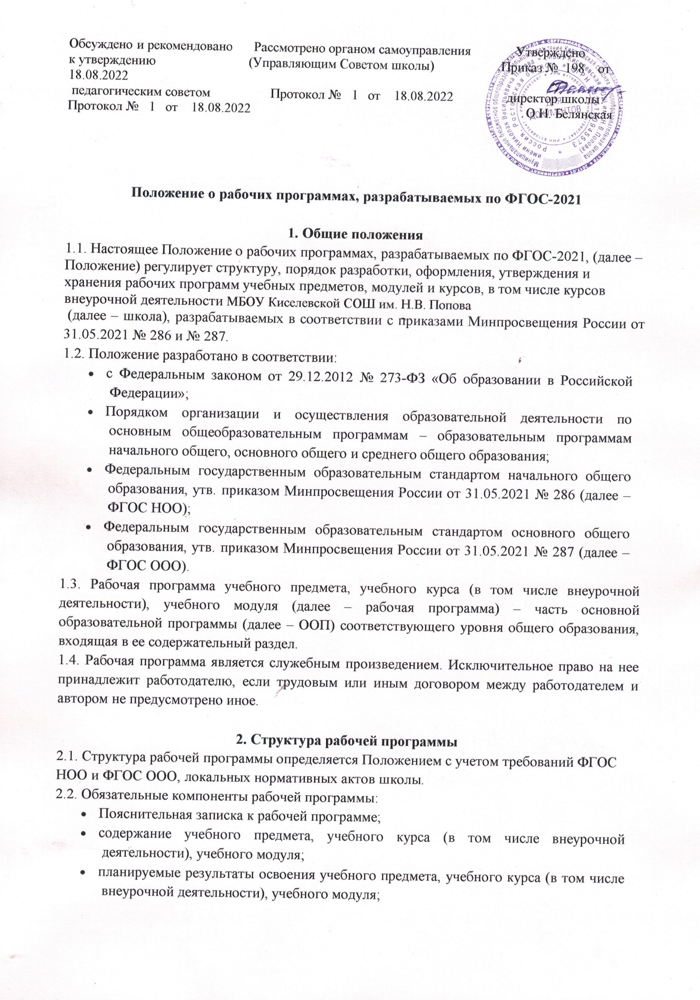 Обсуждено и рекомендовано
к утверждению
18.08.2022
педагогическим советом
Протокол № 1 от 18.08.2022
Рассмотрено органом самоуправления
(Управляющим Советом школы)
Протокол № 1 от 18.08.2022
Утверждено
Приказ № 198 от
директор школы:
О.Н. Белянская
ДЛЯ
ДОКУМЕНТОВ
Положение о рабочих программах, разрабатываемых по ФГОС-2021
1. Общие положения
1.1. Настоящее Положение о рабочих программах, разрабатываемых по ФГОС-2021, (далее –
Положение) регулирует структуру, порядок разработки, оформления, утверждения и
хранения рабочих программ учебных предметов, модулей и курсов, в том числе курсов
внеурочной деятельности МБОУ Киселевской СОШ им. Н.В. Попова
(далее – школа), разрабатываемых в соответствии с приказами Минпросвещения России от
31.05.2021 № 286 и № 287.
1.2. Положение разработано в соответствии:
• с Федеральным законом от 29.12.2012 № 273-ФЗ «Об образовании в Российской
Федерации»;
• Порядком организации и осуществления образовательной деятельности по
основным общеобразовательным программам – образовательным программам
начального общего, основного общего и среднего общего образования;
• Федеральным государственным образовательным стандартом начального общего
образования, утв. приказом Минпросвещения России от 31.05.2021 № 286 (далее –
ФГОС НОО);
• Федеральным государственным образовательным стандартом основного общего
образования, утв. приказом Минпросвещения России от 31.05.2021 № 287 (далее –
ФГОС ООО).
1.3. Рабочая программа учебного предмета, учебного курса (в том числе внеурочной
деятельности), учебного модуля (далее – рабочая программа) – часть основной
образовательной программы (далее – ООП) соответствующего уровня общего образования,
входящая в ее содержательный раздел.
1.4. Рабочая программа является служебным произведением. Исключительное право на нее
принадлежит работодателю, если трудовым или иным договором между работодателем и
автором не предусмотрено иное.
2. Структура рабочей программы
2.1. Структура рабочей программы определяется Положением с учетом требований ФГОС
НОО и ФГОС ООО, локальных нормативных актов школы.
2.2. Обязательные компоненты рабочей программы:
• Пояснительная записка к рабочей программе;
• содержание учебного предмета, учебного курса (в том числе внеурочной
деятельности), учебного модуля;
• планируемые результаты освоения учебного предмета, учебного курса (в том числе
внеурочной деятельности), учебного модуля;